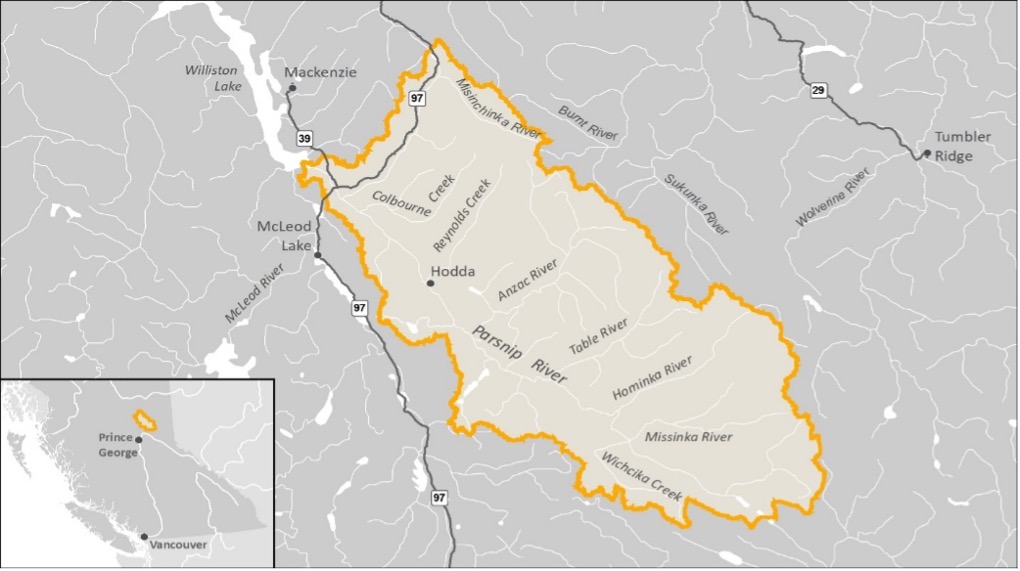 Williston
Lake
Mackenzie
97
Misinchinka River
Burnt River
29
39
Tumbler
Ridge
Colbourne
Creek
Reynolds Creek
Sukunka River
Wolverine River
McLeod
Lake
McLeod River
Hodda
Anzac River
97
Parsnip River
Table River
Hominka River
Missinka River
Wichcika Creek
97
Prince
George
Vancouver